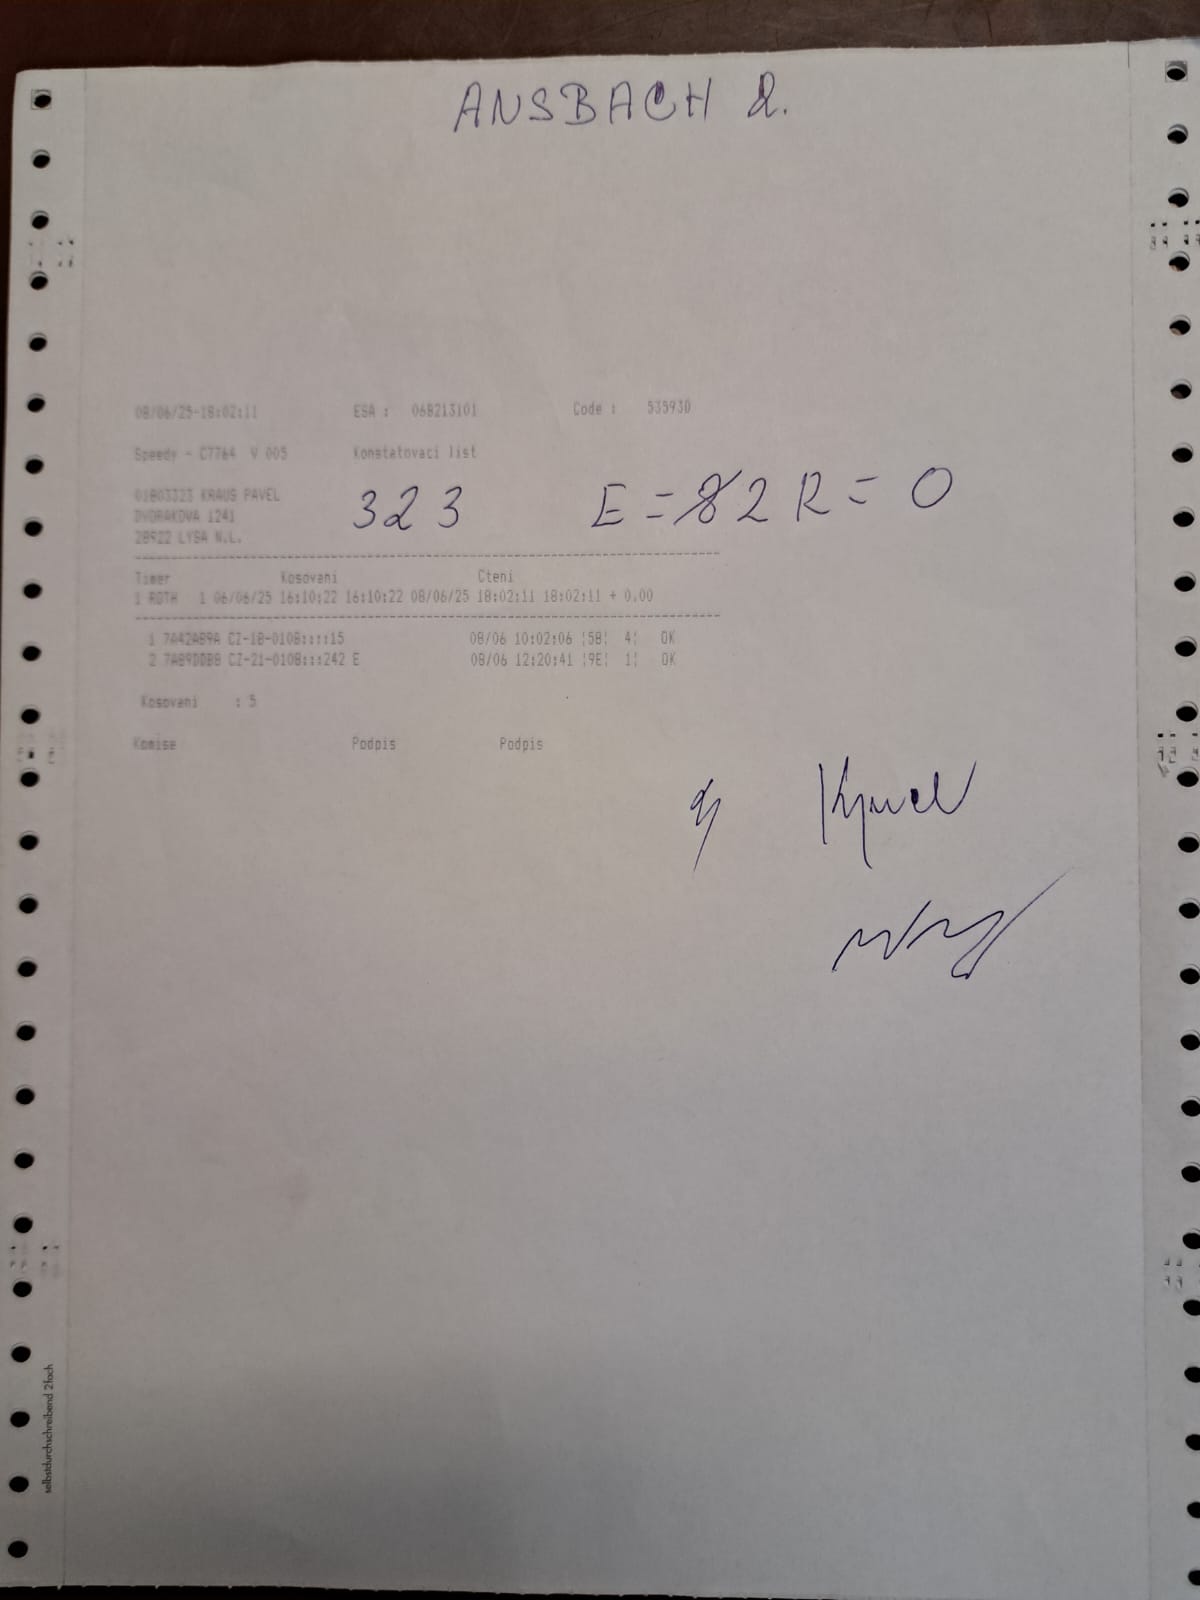 ANSBACH 2.
08/06/25-18:02:11 ESA : 068213101 Code : 535930
Speedy - C7764 V 005 Konstatovaci list
01803323 KRAUS PAVEL 323 E = 2 R = 0
DVORAKOVA 1241
28922 LYSA N.L.
Timer Kosovani Cteni
1 ROTH 1 06/06/25 16:10:22 16:10:22 08/06/25 18:02:11 18:02:11 + 0.00
1 7A42AB9A CZ-18-0108:::::15 08/06 10:02:06 |5B| 4| OK
2 7AB9DDB8 CZ-21-0108:::242 E 08/06 12:20:41 |9E| 1| OK
Kosovani : 5
Komise Podpis Podpis
selbstdurchschreibend 2fach